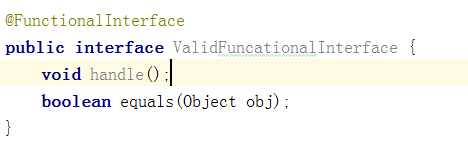 @FunctionalInterface
public interface ValidFuncationalInterface {
    void handle();
    boolean equals(Object obj);
}